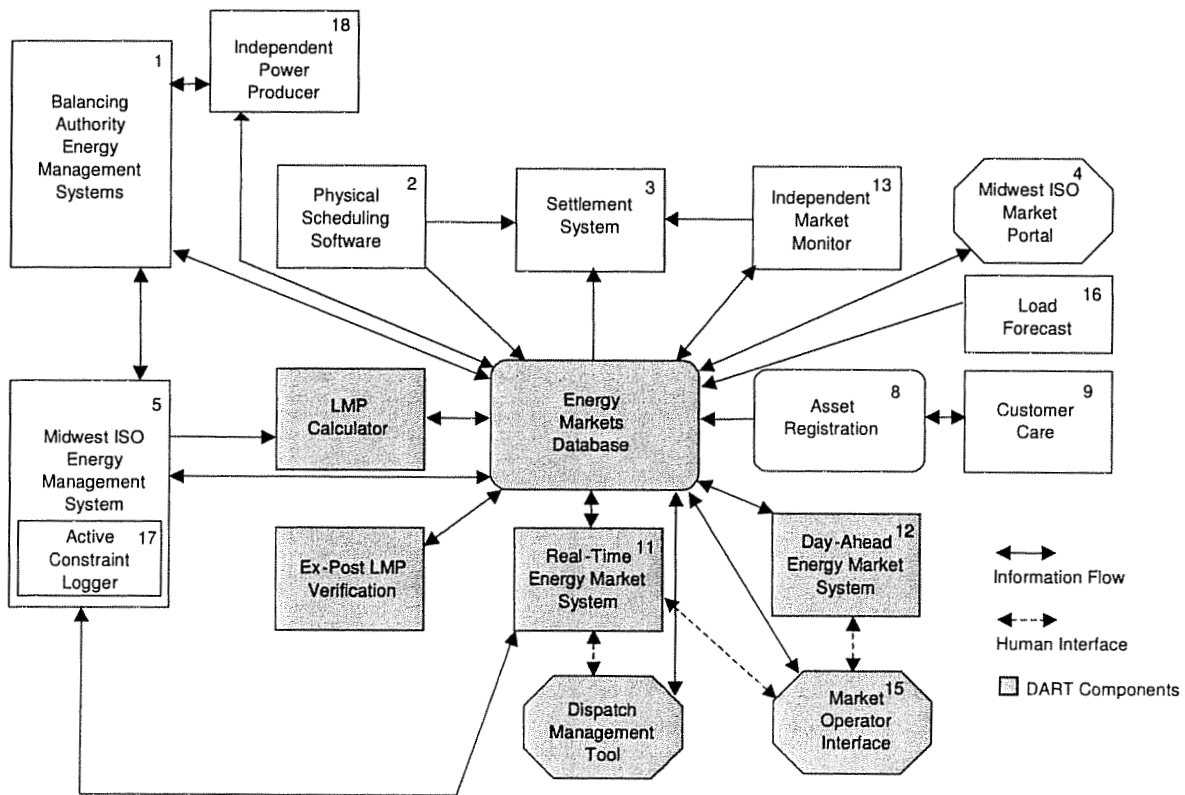 18
Independent
Power
Producer
1
Balancing
Authority
Energy
Management
Systems
2
Physical
Scheduling
Software
3
Settlement
System
13
Independent
Market
Monitor
4
Midwest ISO
Market
Portal
16
Load
Forecast
5
Midwest ISO
Energy
Management
System
Active
Constraint
Logger
17
LMP
Calculator
Energy
Markets
Database
8
Asset
Registration
9
Customer
Care
Ex-Post LMP
Verification
11
Real-Time
Energy Market
System
12
Day-Ahead
Energy Market
System
Dispatch
Management
Tool
15
Market
Operator
Interface
Information Flow
Human Interface
DART Components